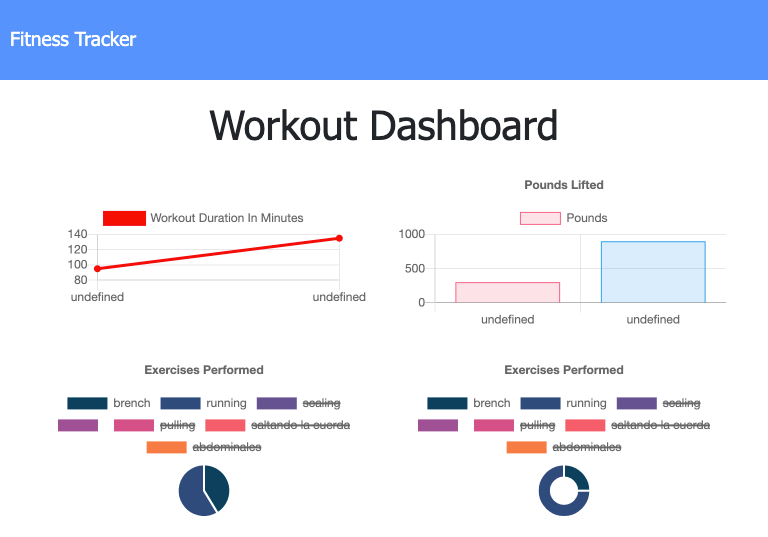 Fitness Tracker
Workout Dashboard
Workout Duration In Minutes
140
120
100
80
undefined undefined
Pounds Lifted
Pounds
1000
500
0
undefined undefined
Exercises Performed
brench running scaling
pulling saltando la cuerda
abdominales
Exercises Performed
brench running scaling
pulling saltando la cuerda
abdominales